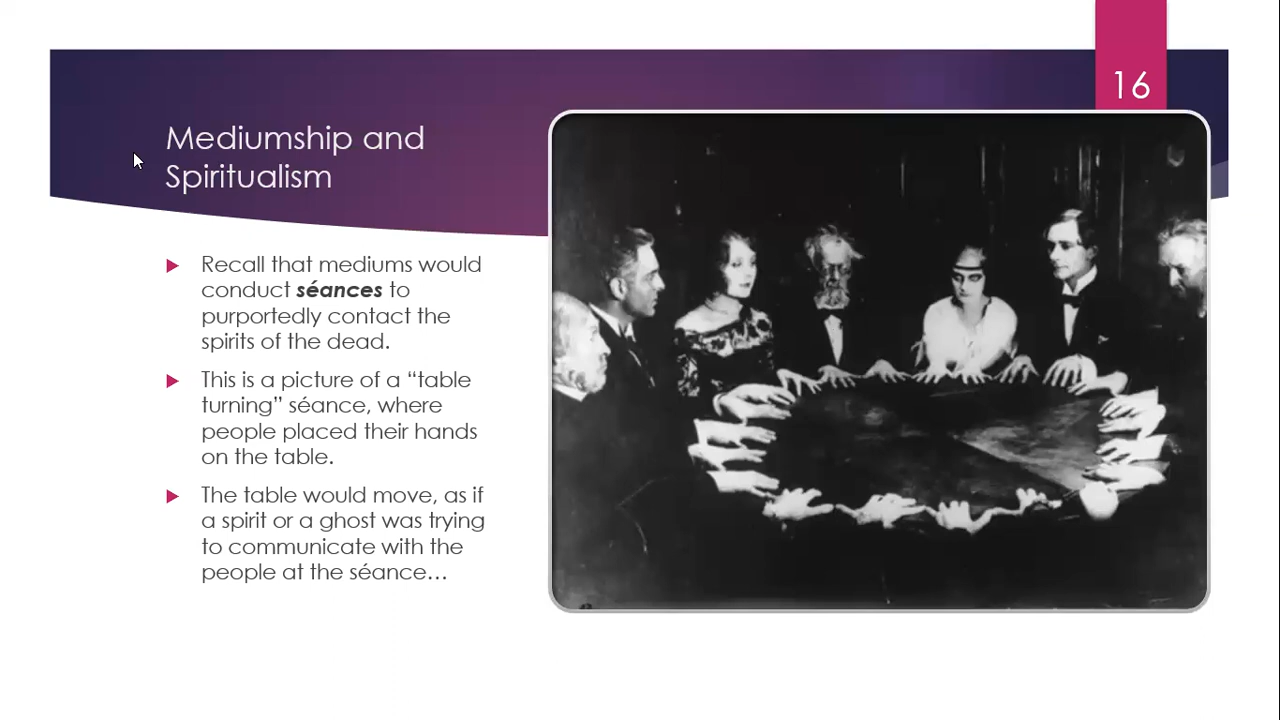 16
Mediumship and
Spiritualism
Recall that mediums would
conduct séances to
purportedly contact the
spirits of the dead.
This is a picture of a “table
turning” séance, where
people placed their hands
on the table.
The table would move, as if
a spirit or a ghost was trying
to communicate with the
people at the séance…